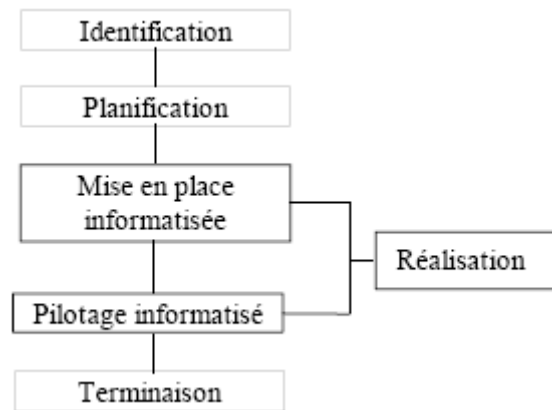 Identification
Planification
Mise en place
informatisée
Réalisation
Pilotage informatisé
Terminaison